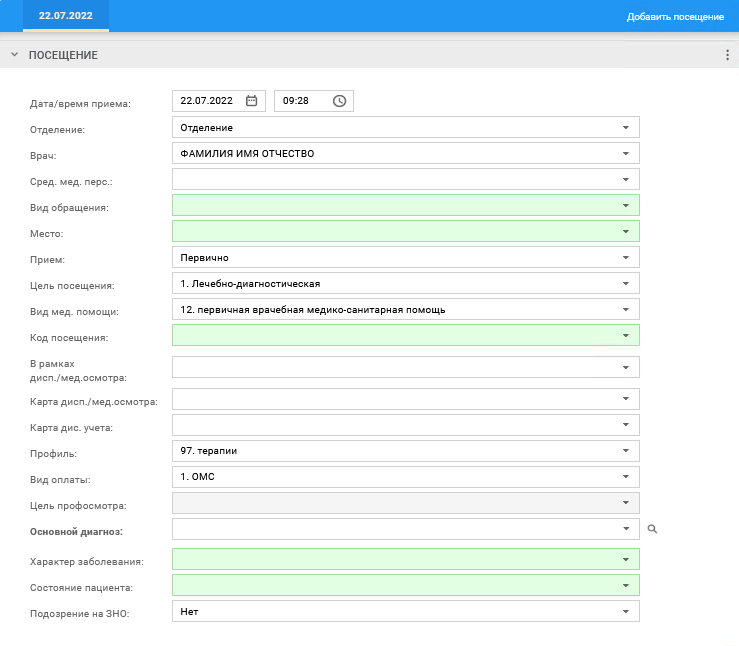 22.07.2022 Добавить посещение
ПОСЕЩЕНИЕ
Дата/время приема: 22.07.2022 09:28
Отделение: Отделение
Врач: ФАМИЛИЯ ИМЯ ОТЧЕСТВО
Сред. мед. перс.:
Вид обращения:
Место:
Прием: Первично
Цель посещения: 1. Лечебно-диагностическая
Вид мед. помощи: 12. первичная врачебная медико-санитарная помощь
Код посещения:
В рамках
дисп./мед.осмотра:
Карта дисп./мед.осмотра:
Карта дис. учета:
Профиль: 97. терапии
Вид оплаты: 1. ОМС
Цель профосмотра:
Основной диагноз:
Характер заболевания:
Состояние пациента:
Подозрение на ЗНО: Нет